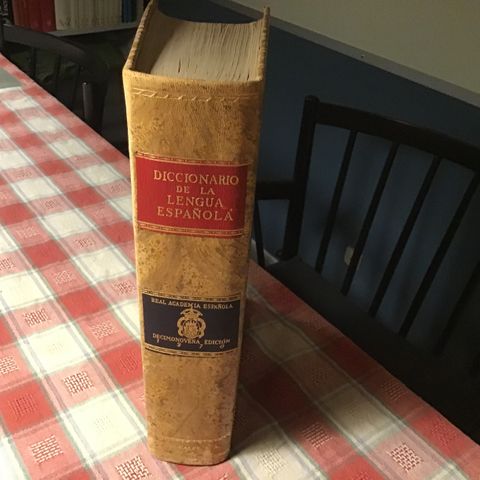 DICCIONARIO
DE LA
LENGUA
ESPAÑOLA
REAL ACADEMIA ESPAÑOLA
DECIMONOVENA EDICIÓN